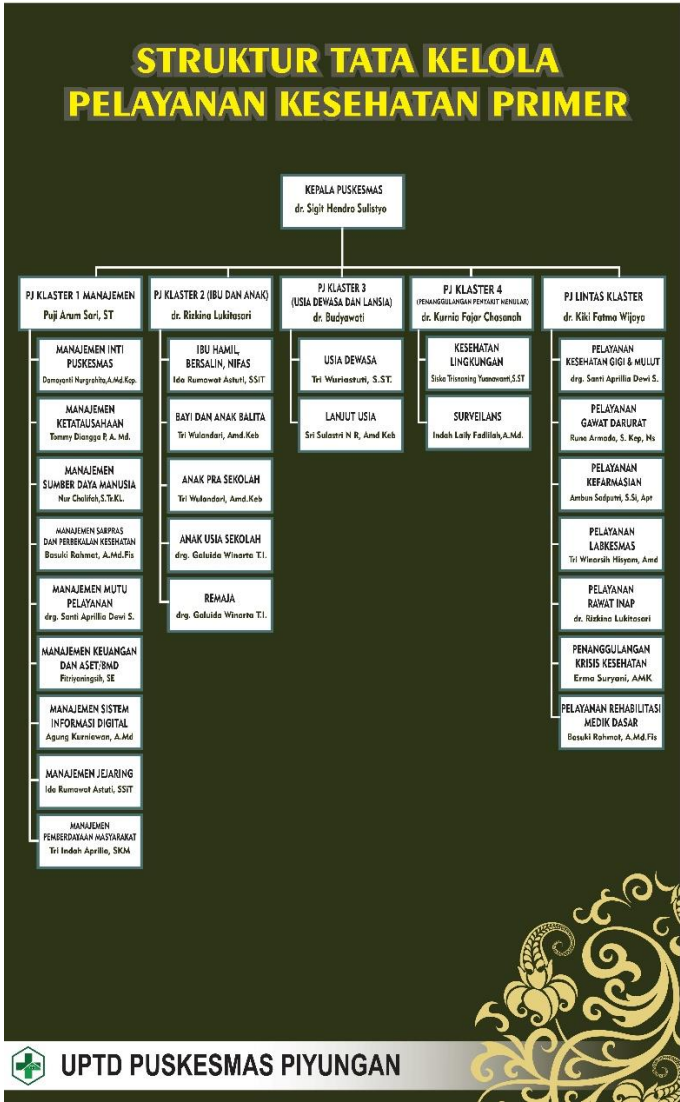 STRUKTUR TATA KELOLA
PELAYANAN KESEHATAN PRIMER
KEPALA PUSKESMAS
dr. Sigit Hendro Sulistyo
PJ KLASTER 1 MANAJEMEN
Puji Arum Sari, ST
MANAJEMEN INTI
PUSKESMAS
Damayanti Nurgrahita,A.Md.Kep.
MANAJEMEN
KETATAUSAHAAN
Tommy Diangga P, A. Md.
MANAJEMEN
SUMBER DAYA MANUSIA
Nur Cholifah,S.Tr.KL.
MANAJEMEN SARPRAS
DAN PERBEKALAN KESEHATAN
Basuki Rahmat, A.Md.Fis
MANAJEMEN MUTU
PELAYANAN
drg. Santi Aprillia Dewi S.
MANAJEMEN KEUANGAN
DAN ASET/BMD
Fitriyaningsih, SE
MANAJEMEN SISTEM
INFORMASI DIGITAL
Agung Kurniawan, A.Md
MANAJEMEN JEJARING
Ida Rumawat Astuti, SSiT
MANAJEMEN
PEMBERDAYAAN MASYARAKAT
Tri Indah Aprilia, SKM
PJ KLASTER 2 (IBU DAN ANAK)
dr. Rizkina Lukitasari
IBU HAMIL,
BERSALIN, NIFAS
Ida Rumawat Astuti, SSIT
BAYI DAN ANAK BALITA
Tri Wulandari, Amd.Keb
ANAK PRA SEKOLAH
Tri Wulandari, Amd.Keb
ANAK USIA SEKOLAH
drg. Galuida Winarta T.I.
REMAJA
drg. Galuida Winarta T.I.
PJ KLASTER 3
(USIA DEWASA DAN LANSIA)
dr. Budyawati
USIA DEWASA
Tri Wuriastuti, S.ST.
LANJUT USIA
Sri Sulastri N R, Amd Keb
PJ KLASTER 4
(PENANGGULANGAN PENYAKIT MENULAR)
dr. Kurnia Fajar Chasanah
KESEHATAN
LINGKUNGAN
Siska Trisnaning Yuanawanti,S.ST
SURVEILANS
Indah Laily Fadlilah,A.Md.
PJ LINTAS KLASTER
dr. Kiki Fatma Wijaya
PELAYANAN
KESEHATAN GIGI & MULUT
drg. Santi Aprillia Dewi S.
PELAYANAN
GAWAT DARURAT
Rune Armada, S. Kep, Ns
PELAYANAN
KEFARMASIAN
Ambun Sadputri, S.Si, Apt
PELAYANAN
LABKESMAS
Tri Winarsih Hisyam, Amd
PELAYANAN
RAWAT INAP
dr. Rizkina Lukitasari
PENANGGULANGAN
KRISIS KESEHATAN
Erma Suryani, AMK
PELAYANAN REHABILITASI
MEDIK DASAR
Basuki Rahmat, A.Md.Fis
UPTD PUSKESMAS PIYUNGAN